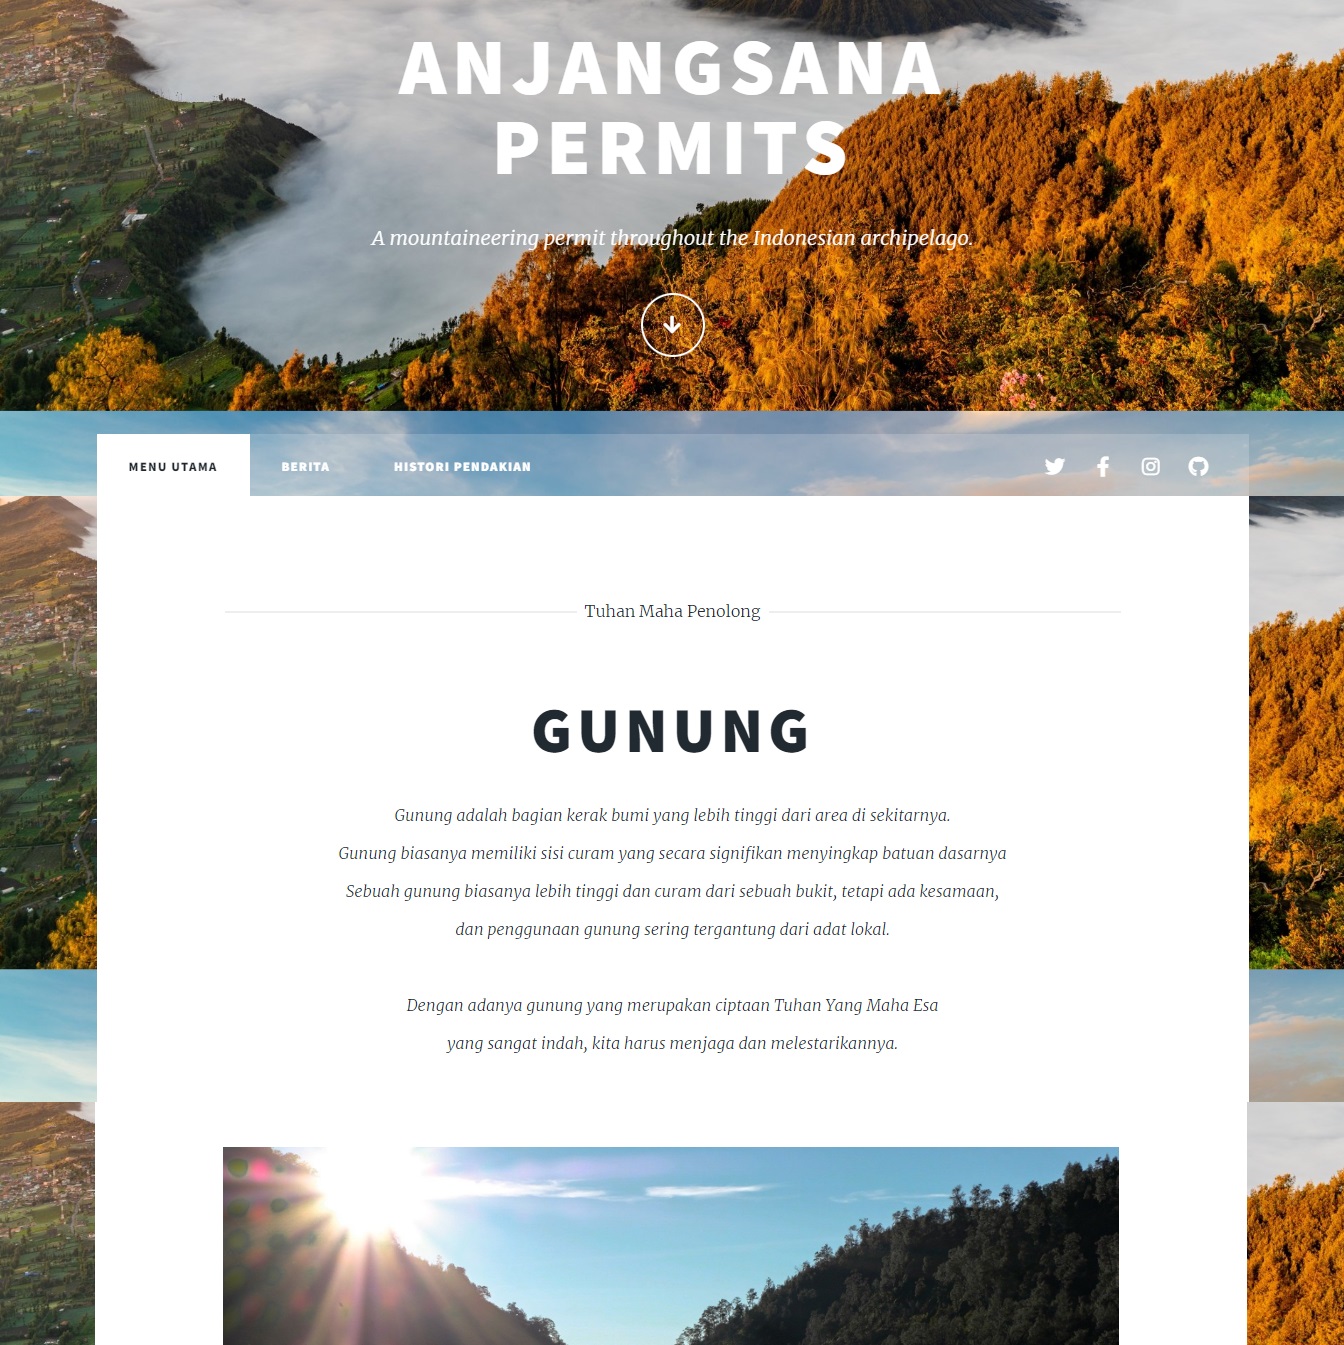 ANJANGSANA
PERMITS
A mountaineering permit throughout the Indonesian archipelago.
MENU UTAMA
BERITA
HISTORI PENDAKIAN
Tuhan Maha Penolong
GUNUNG
Gunung adalah bagian kerak bumi yang lebih tinggi dari area di sekitarnya.
Gunung biasanya memiliki sisi curam yang secara signifikan menyingkap batuan dasarnya
Sebuah gunung biasanya lebih tinggi dan curam dari sebuah bukit, tetapi ada kesamaan,
dan penggunaan gunung sering tergantung dari adat lokal.
Dengan adanya gunung yang merupakan ciptaan Tuhan Yang Maha Esa
yang sangat indah, kita harus menjaga dan melestarikannya.